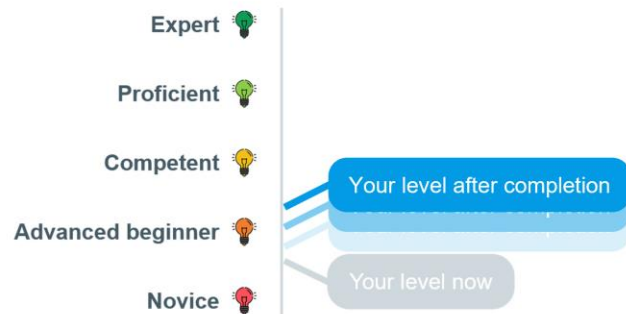 Expert
Proficient
Competent
Your level after completion
Advanced beginner
Your level now
Novice